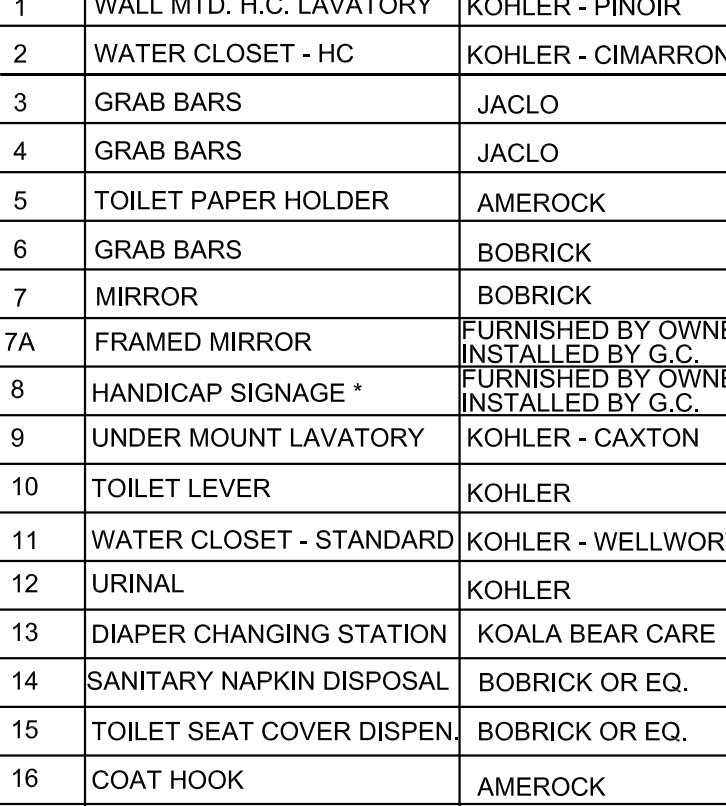 1 WALL MTD. H.C. LAVATORY KOHLER - PINOIR
2 WATER CLOSET - HC KOHLER - CIMARRON
3 GRAB BARS JACLO
4 GRAB BARS JACLO
5 TOILET PAPER HOLDER AMEROCK
6 GRAB BARS BOBRICK
7 MIRROR BOBRICK
7A FRAMED MIRROR FURNISHED BY OWNE
INSTALLED BY G.C.
8 HANDICAP SIGNAGE * FURNISHED BY OWNE
INSTALLED BY G.C.
9 UNDER MOUNT LAVATORY KOHLER - CAXTON
10 TOILET LEVER KOHLER
11 WATER CLOSET - STANDARD KOHLER - WELLWOR
12 URINAL KOHLER
13 DIAPER CHANGING STATION KOALA BEAR CARE
14 SANITARY NAPKIN DISPOSAL BOBRICK OR EQ.
15 TOILET SEAT COVER DISPEN. BOBRICK OR EQ.
16 COAT HOOK AMEROCK